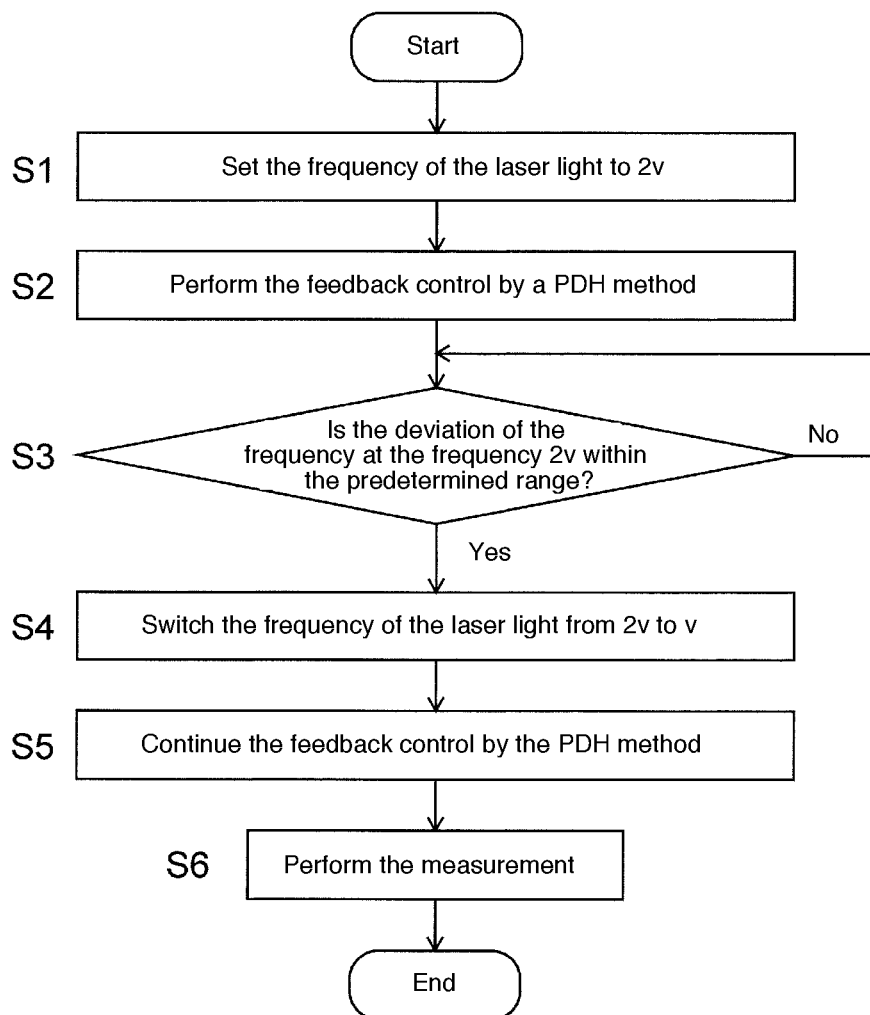 Start
S1
Set the frequency of the laser light to 2v
S2
Perform the feedback control by a PDH method
S3
Is the deviation of the
frequency at the frequency 2v within
the predetermined range?
No
Yes
S4
Switch the frequency of the laser light from 2v to v
S5
Continue the feedback control by the PDH method
S6
Perform the measurement
End